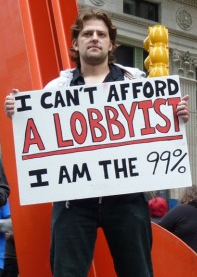 I CAN'T AFFORD
A LOBBYIST
I AM THE 99%